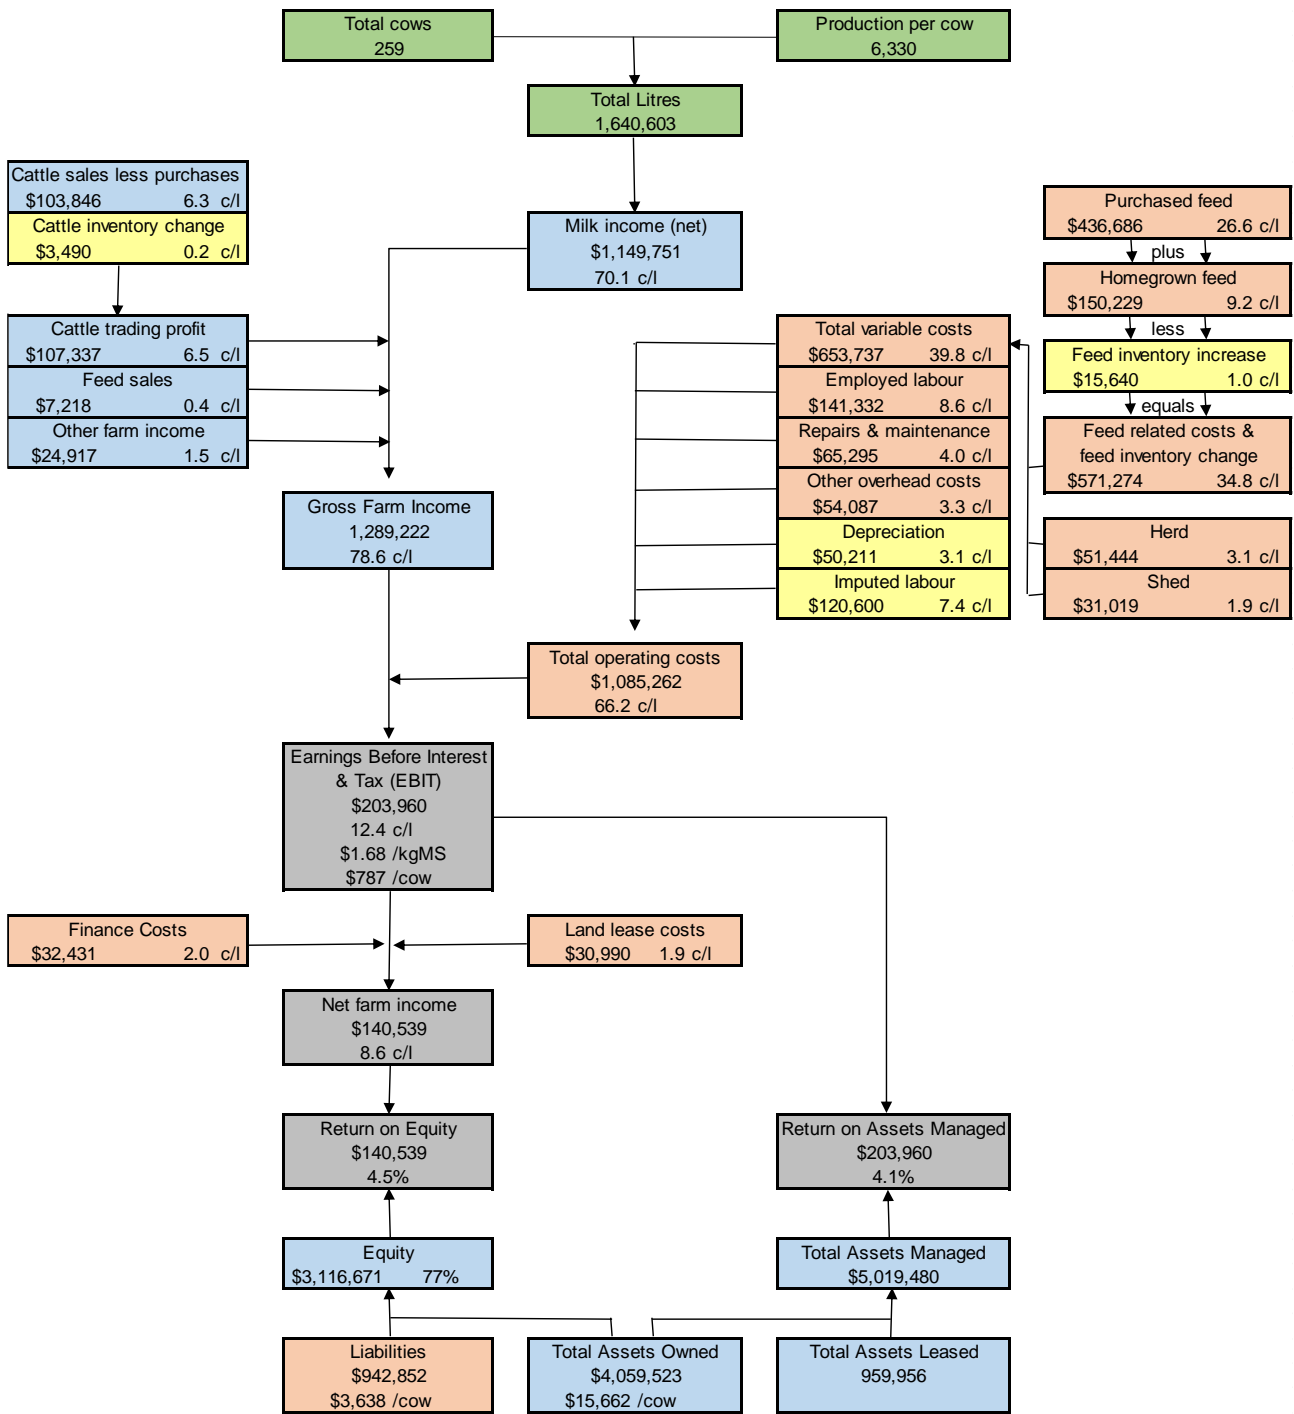 Total cows
259
Production per cow
6,330
Total Litres
1,640,603
Cattle sales less purchases
$103,846 6.3 c/l
Cattle inventory change
$3,490 0.2 c/l
Milk income (net)
$1,149,751
70.1 c/l
Purchased feed
$436,686 26.6 c/l
plus
Homegrown feed
$150,229 9.2 c/l
less
Feed inventory increase
$15,640 1.0 c/l
equals
Feed related costs &
feed inventory change
$571,274 34.8 c/l
Herd
$51,444 3.1 c/l
Shed
$31,019 1.9 c/l
Cattle trading profit
$107,337 6.5 c/l
Feed sales
$7,218 0.4 c/l
Other farm income
$24,917 1.5 c/l
Total variable costs
$653,737 39.8 c/l
Employed labour
$141,332 8.6 c/l
Repairs & maintenance
$65,295 4.0 c/l
Other overhead costs
$54,087 3.3 c/l
Depreciation
$50,211 3.1 c/l
Imputed labour
$120,600 7.4 c/l
Gross Farm Income
1,289,222
78.6 c/l
Total operating costs
$1,085,262
66.2 c/l
Earnings Before Interest
& Tax (EBIT)
$203,960
12.4 c/l
$1.68 /kgMS
$787 /cow
Finance Costs
$32,431 2.0 c/l
Land lease costs
$30,990 1.9 c/l
Net farm income
$140,539
8.6 c/l
Return on Equity
$140,539
4.5%
Return on Assets Managed
$203,960
4.1%
Equity
$3,116,671 77%
Total Assets Managed
$5,019,480
Liabilities
$942,852
$3,638 /cow
Total Assets Owned
$4,059,523
$15,662 /cow
Total Assets Leased
959,956